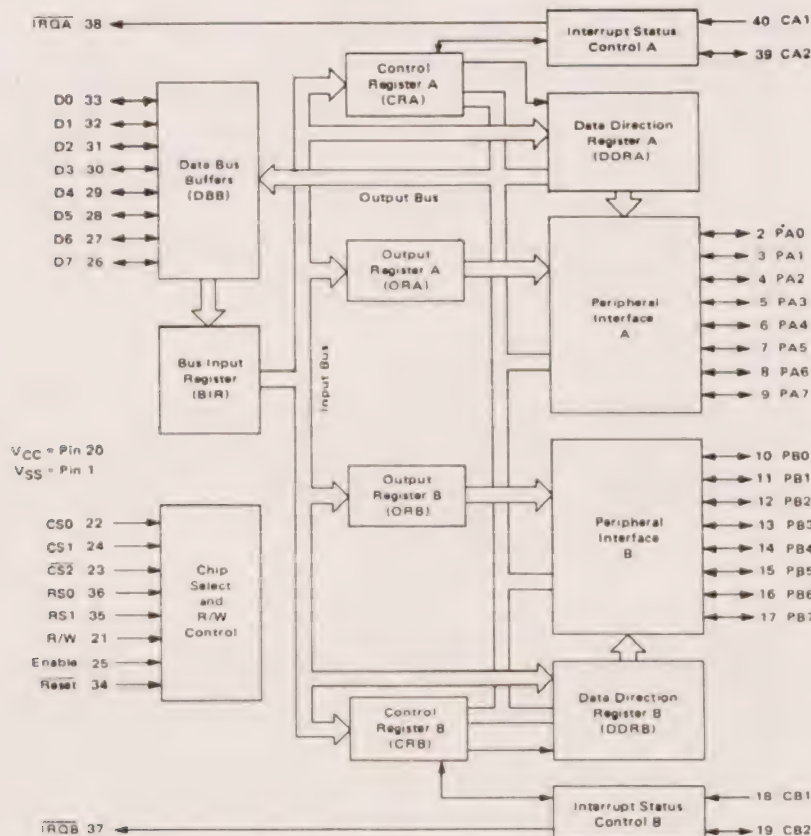 IRQA 38
Interrupt Status
Control A
40 CA1
39 CA2
Control
Register A
(CRA)
D0 33
D1 32
D2 31
D3 30
D4 29
D5 28
D6 27
D7 26
Data Bus
Buffers
(DBB)
Data Direction
Register A
(DDRA)
Output Bus
Output
Register A
(ORA)
Peripheral
Interface
A
2 PA0
3 PA1
4 PA2
5 PA3
6 PA4
7 PA5
8 PA6
9 PA7
Bus Input
Register
(BIR)
Input Bus
VCC = Pin 20
VSS = Pin 1
Output
Register B
(ORB)
Peripheral
Interface
B
10 PB0
11 PB1
12 PB2
13 PB3
14 PB4
15 PB5
16 PB6
17 PB7
CS0 22
CS1 24
CS2 23
RS0 36
RS1 35
R/W 21
Enable 25
Reset 34
Chip
Select
and
R/W
Control
Control
Register B
(CRB)
Data Direction
Register B
(DDRB)
Interrupt Status
Control B
18 CB1
19 CB2
IRQB 37